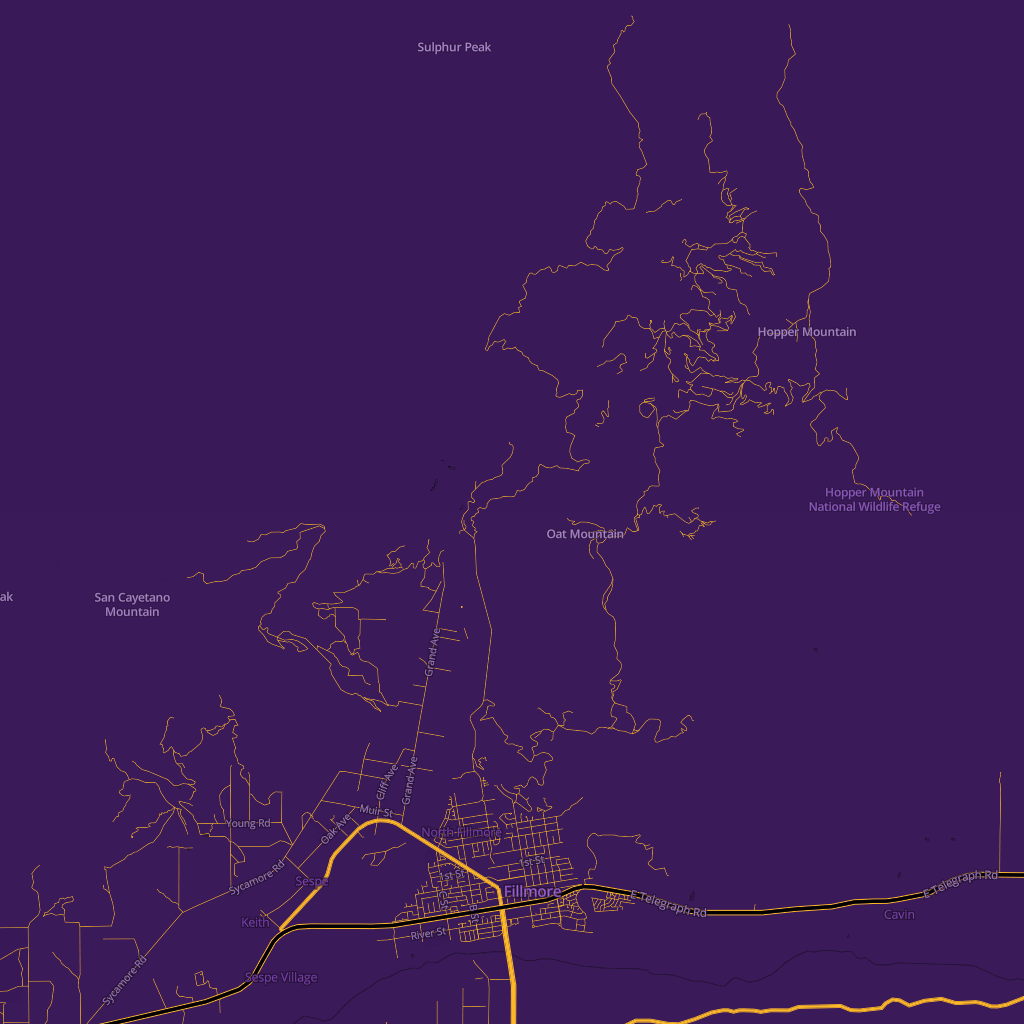 Sulphur Peak
Hopper Mountain
Hopper Mountain
National Wildlife Refuge
Oat Mountain
ak
San Cayetano
Mountain
Grand Ave
Cliff Ave
Grand Ave
Muir St
Young Rd
Oak Ave
North Fillmore
1st St
1st St
Sycamore Rd
Sespe
Fillmore
E Telegraph Rd
E Telegraph Rd
Cavin
Keith
River St
Sycamore Rd
Sespe Village